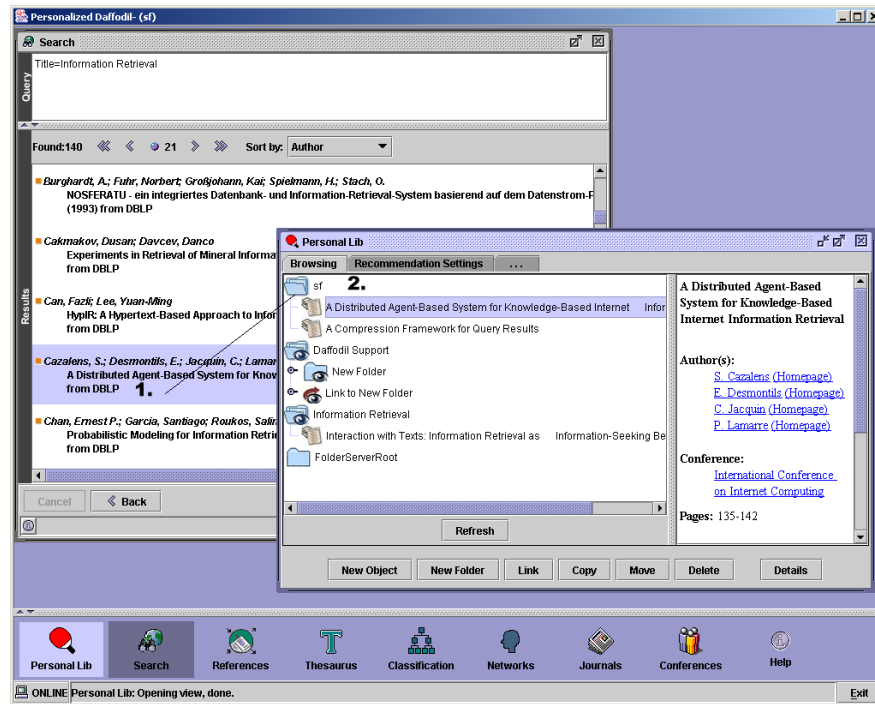 Personalized Daffodil- (sf)
Search
Query
Title=Information Retrieval
Found:140
21
Sort by:
Author
Results
Burghardt, A.; Fuhr, Norbert; Großjohann, Kai; Spielmann, H.; Stach, O.
NOSFERATU - ein integriertes Datenbank- und Information-Retrieval-System basierend auf dem Datenstrom-P
(1993) from DBLP
Cakmakov, Dusan; Davcev, Danco
Experiments in Retrieval of Mineral Informa
from DBLP
Can, Fazli; Lee, Yuan-Ming
HypIR: A Hypertext-Based Approach to Infor
from DBLP
Cazalens, S.; Desmontils, E.; Jacquin, C.; Lamar
A Distributed Agent-Based System for Know
from DBLP
1.
Chan, Ernest P.; Garcia, Santiago; Roukos, Salin
Probabilistic Modeling for Information Retrie
from DBLP
Cancel
Back
Personal Lib
Browsing
Recommendation Settings
...
sf
2.
A Distributed Agent-Based System for Knowledge-Based Internet Infor
A Compression Framework for Query Results
Daffodil Support
New Folder
Link to New Folder
Information Retrieval
Interaction with Texts: Information Retrieval as Information-Seeking Be
FolderServerRoot
Refresh
A Distributed Agent-Based
System for Knowledge-Based
Internet Information Retrieval
Author(s):
S. Cazalens (Homepage)
E. Desmontils (Homepage)
C. Jacquin (Homepage)
P. Lamarre (Homepage)
Conference:
International Conference
on Internet Computing
Pages: 135-142
New Object
New Folder
Link
Copy
Move
Delete
Details
Personal Lib
Search
References
Thesaurus
Classification
Networks
Journals
Conferences
Help
ONLINE
Personal Lib: Opening view, done.
Exit